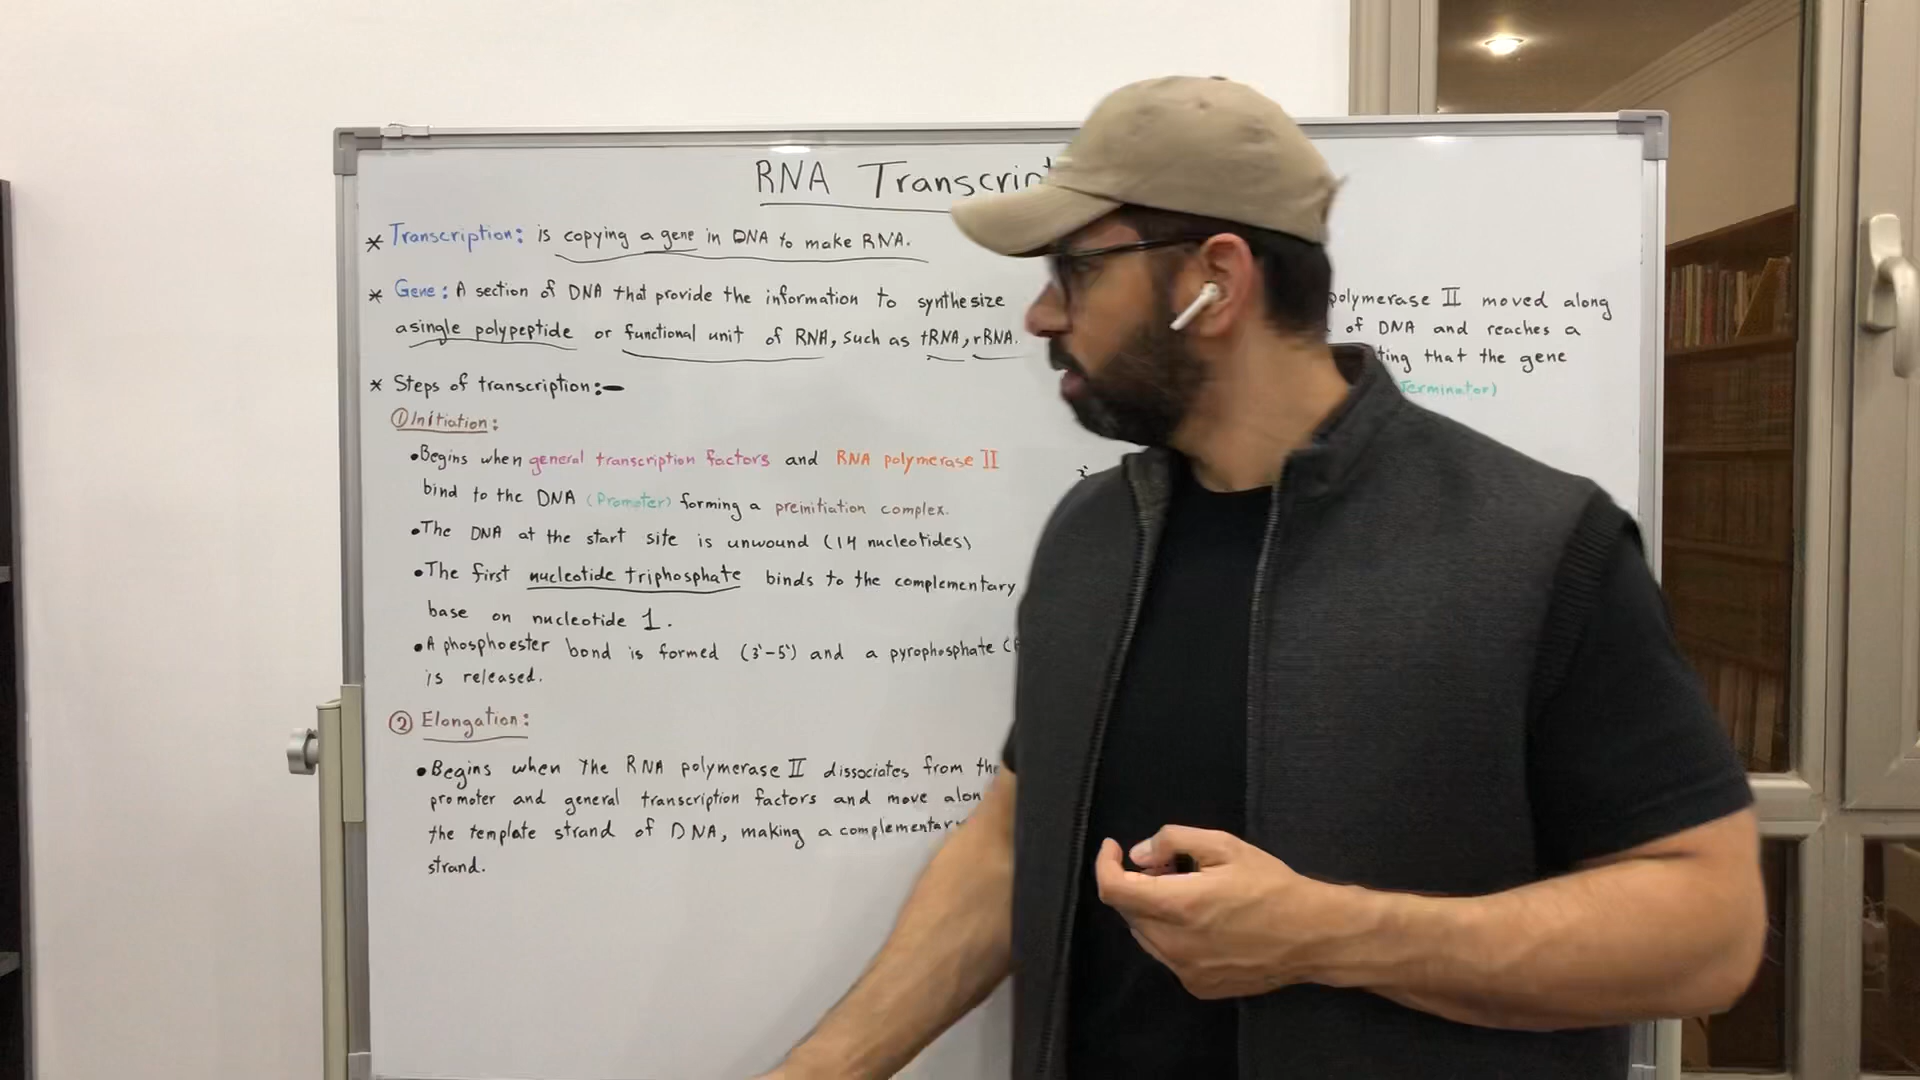 RNA Transcript
* Transcription: is copying a gene in DNA to make RNA.
* Gene: A section of DNA that provide the information to synthesize
a single polypeptide or functional unit of RNA, such as tRNA, rRNA.
* Steps of transcription:-
① Initiation:
• Begins when general transcription factors and RNA polymerase II
bind to the DNA (Promoter) forming a preinitiation complex.
• The DNA at the start site is unwound (14 nucleotides)
• The first nucleotide triphosphate binds to the complementary
base on nucleotide 1.
• A phosphoester bond is formed (3'-5') and a pyrophosphate
is released.
② Elongation:
• Begins when The RNA polymerase II dissociates from the
promoter and general transcription factors and move alon
the template strand of DNA, making a complementary
strand.
polymerase II moved along
of DNA and reaches a
ting that the gene
Terminator)